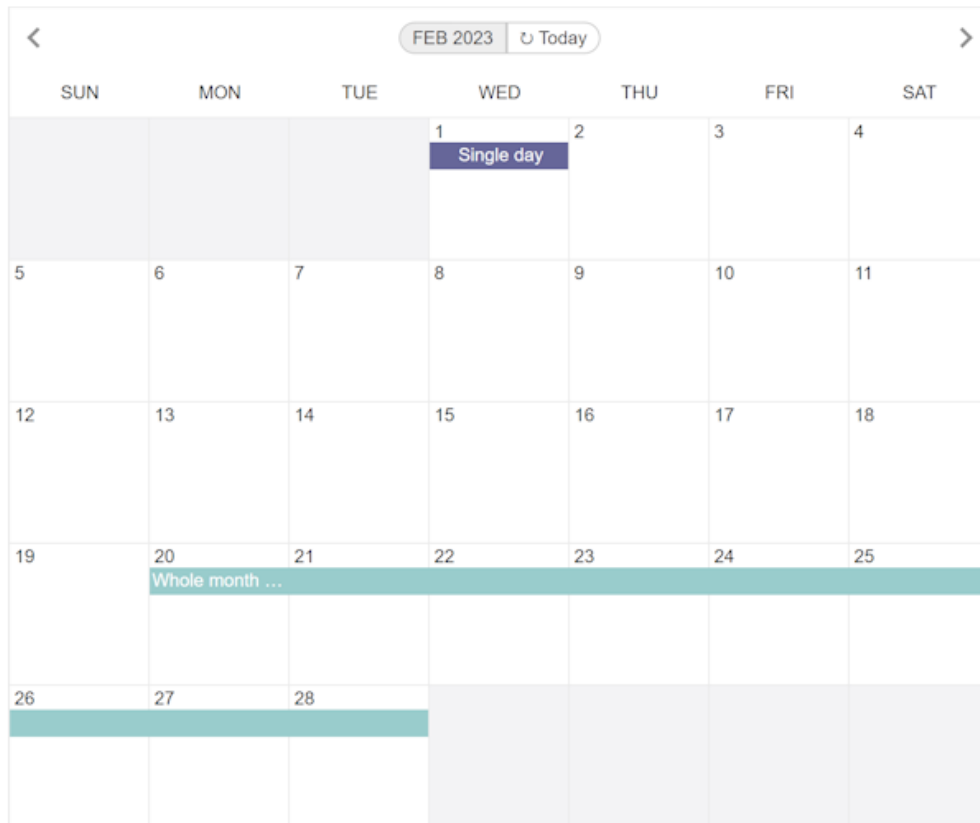 FEB 2023 ↻ Today
SUN MON TUE WED THU FRI SAT
1 2 3 4
Single day
5 6 7 8 9 10 11
12 13 14 15 16 17 18
19 20 21 22 23 24 25
Whole month ...
26 27 28